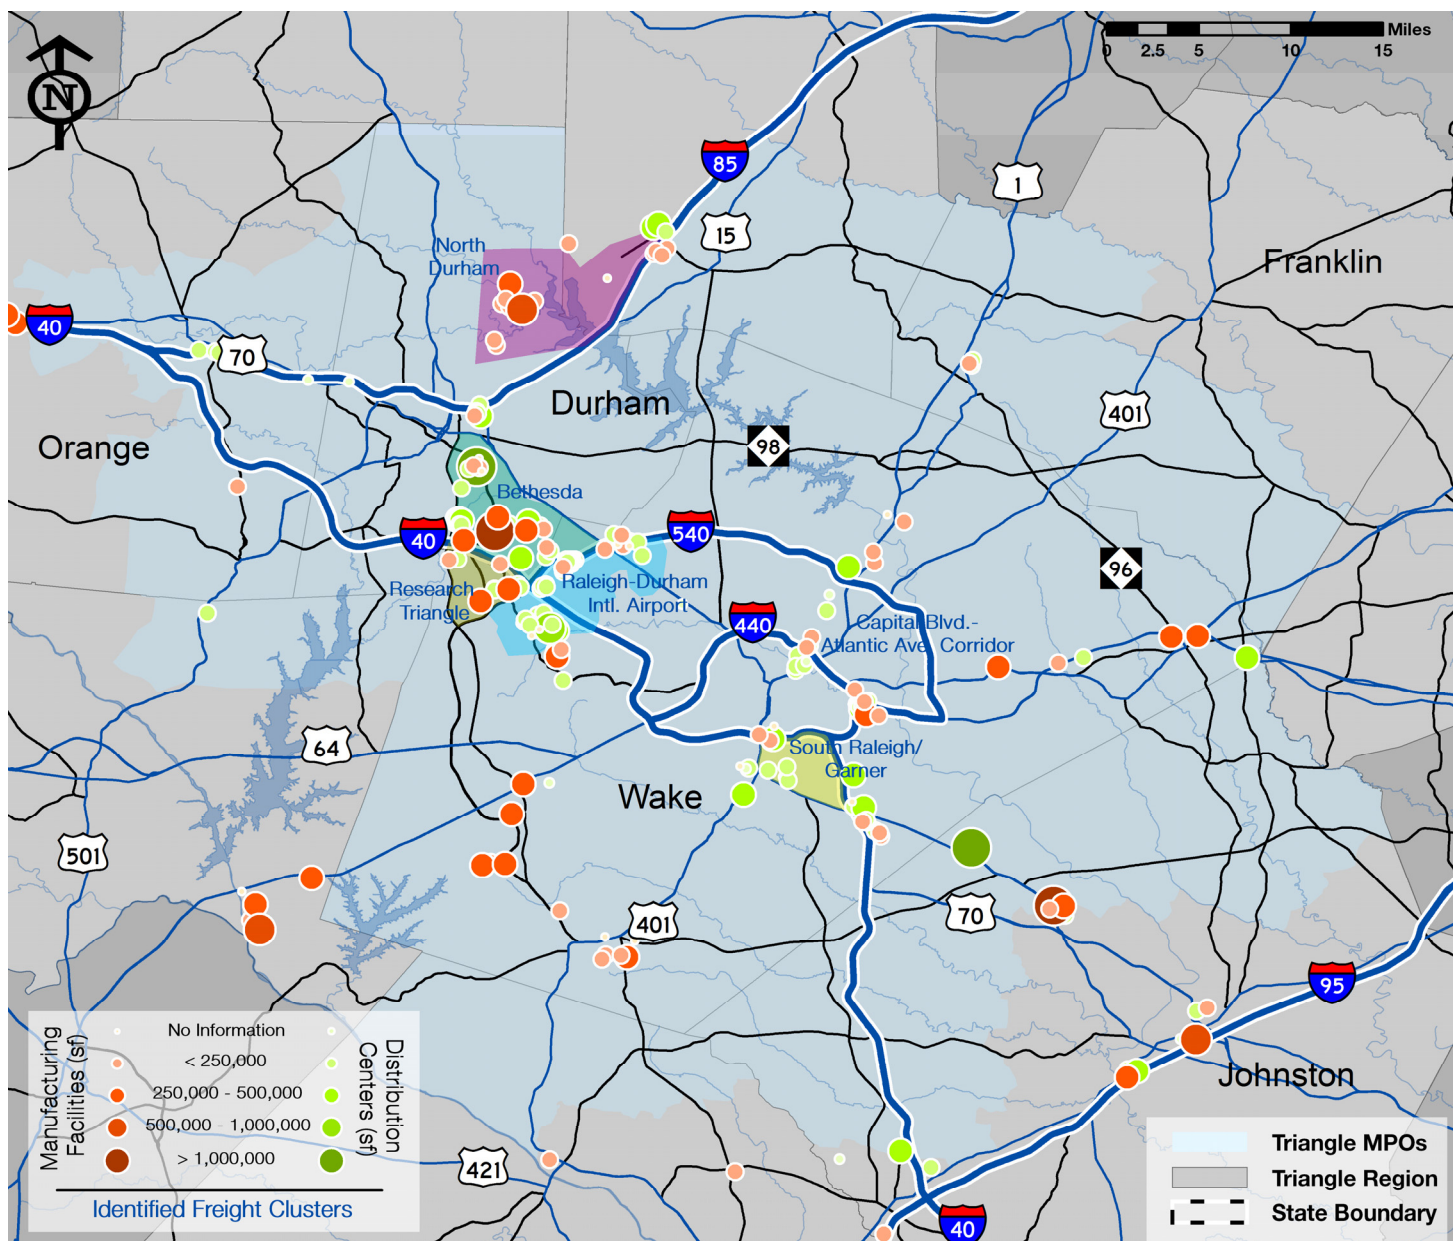 N
0 2.5 5 10 15 Miles
85
1
15
North
Durham
Franklin
40
70
401
Durham
Orange
98
Bethesda
40
540
96
Research
Triangle
Raleigh-Durham
Intl. Airport
440
Capital Blvd.-
Atlantic Ave. Corridor
64
South Raleigh/
Garner
Wake
501
70
401
95
Johnston
421
40
Manufacturing
Facilities (sf)
No Information
< 250,000
250,000 - 500,000
500,000 - 1,000,000
> 1,000,000
Distribution
Centers (sf)
Identified Freight Clusters
Triangle MPOs
Triangle Region
State Boundary